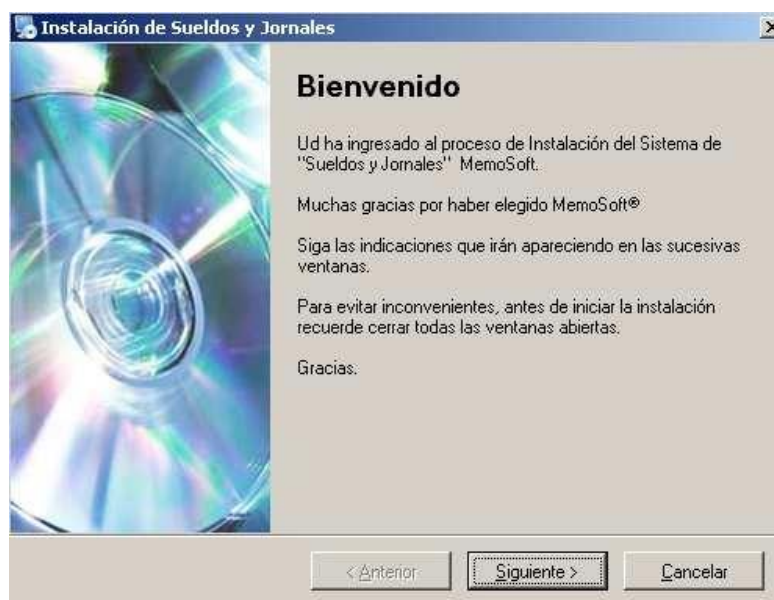 Instalación de Sueldos y Jornales
Bienvenido
Ud ha ingresado al proceso de Instalación del Sistema de
"Sueldos y Jornales" MemoSoft.
Muchas gracias por haber elegido MemoSoft®
Siga las indicaciones que irán apareciendo en las sucesivas
ventanas.
Para evitar inconvenientes, antes de iniciar la instalación
recuerde cerrar todas las ventanas abiertas.
Gracias.
< Anterior
Siguiente >
Cancelar